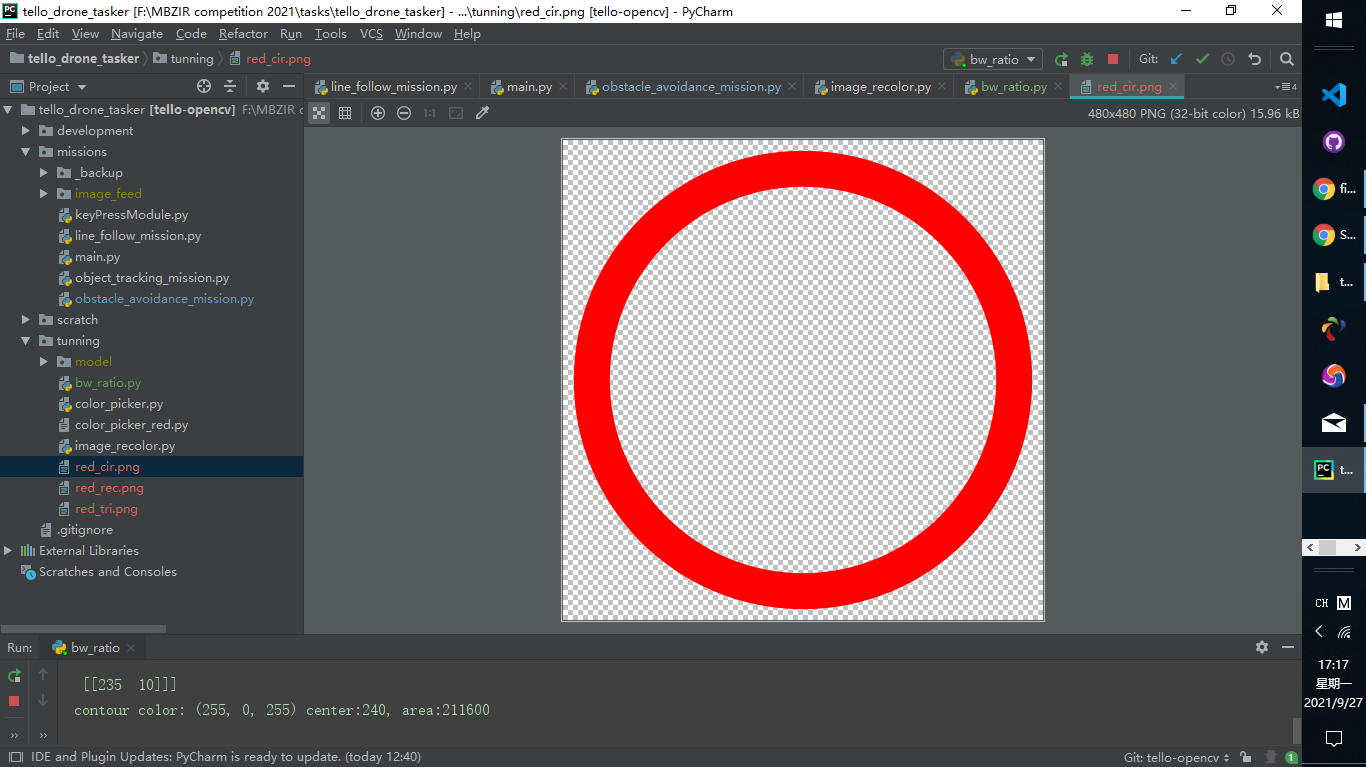 tello_drone_tasker [F:\MBZIR competition 2021\tasks\tello_drone_tasker] - ...\tunning\red_cir.png [tello-opencv] - PyCharm
File Edit View Navigate Code Refactor Run Tools VCS Window Help
tello_drone_tasker tunning red_cir.png bw_ratio Git:
Project line_follow_mission.py main.py obstacle_avoidance_mission.py image_recolor.py bw_ratio.py red_cir.png 4
1:1 480x480 PNG (32-bit color) 15.96 kB
tello_drone_tasker [tello-opencv] F:\MBZIR c
development
missions
_backup
image_feed
keyPressModule.py
line_follow_mission.py
main.py
object_tracking_mission.py
obstacle_avoidance_mission.py
scratch
tunning
model
bw_ratio.py
color_picker.py
color_picker_red.py
image_recolor.py
red_cir.png
red_rec.png
red_tri.png
.gitignore
External Libraries
Scratches and Consoles
Run: bw_ratio
[[235 10]]]
contour color: (255, 0, 255) center:240, area:211600
IDE and Plugin Updates: PyCharm is ready to update. (today 12:40)
Git: tello-opencv 1
PC
fi...
S...
t...
PC t...
CH M
17:17
星期一
2021/9/27